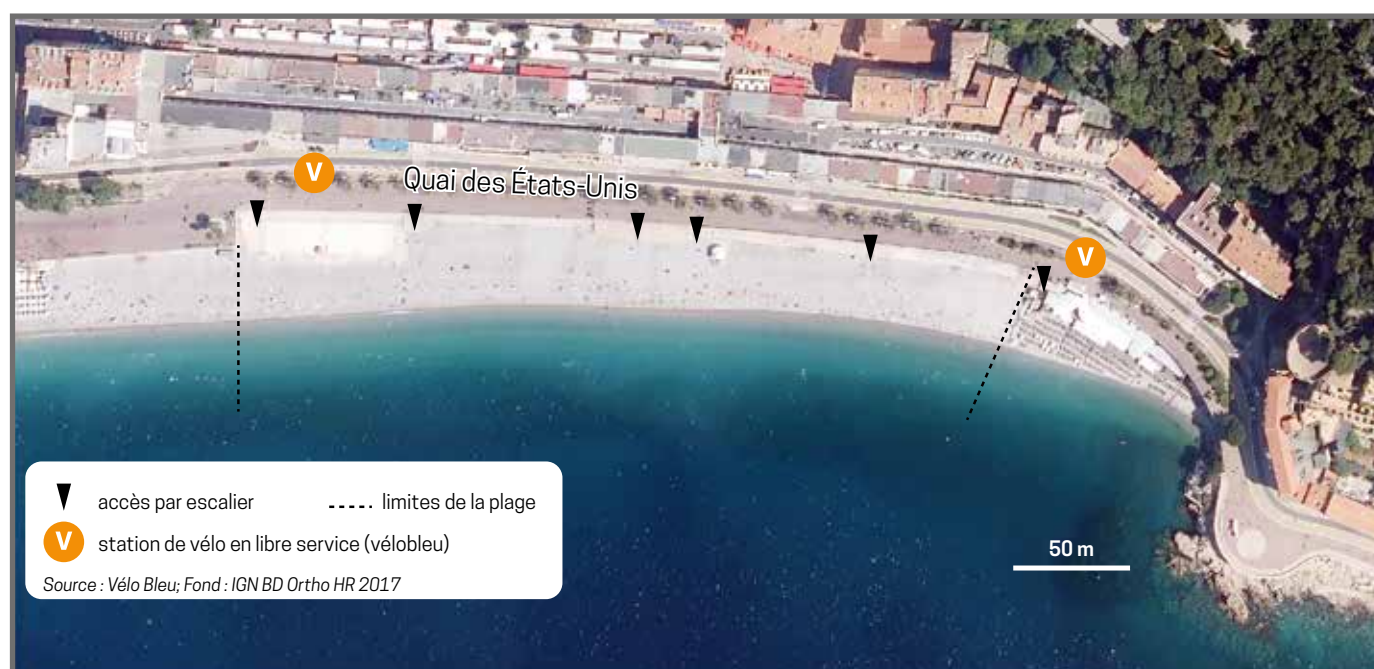 V
Quai des États-Unis
V
accès par escalier
limites de la plage
V
station de vélo en libre service (vélobleu)
Source : Vélo Bleu; Fond : IGN BD Ortho HR 2017
50 m